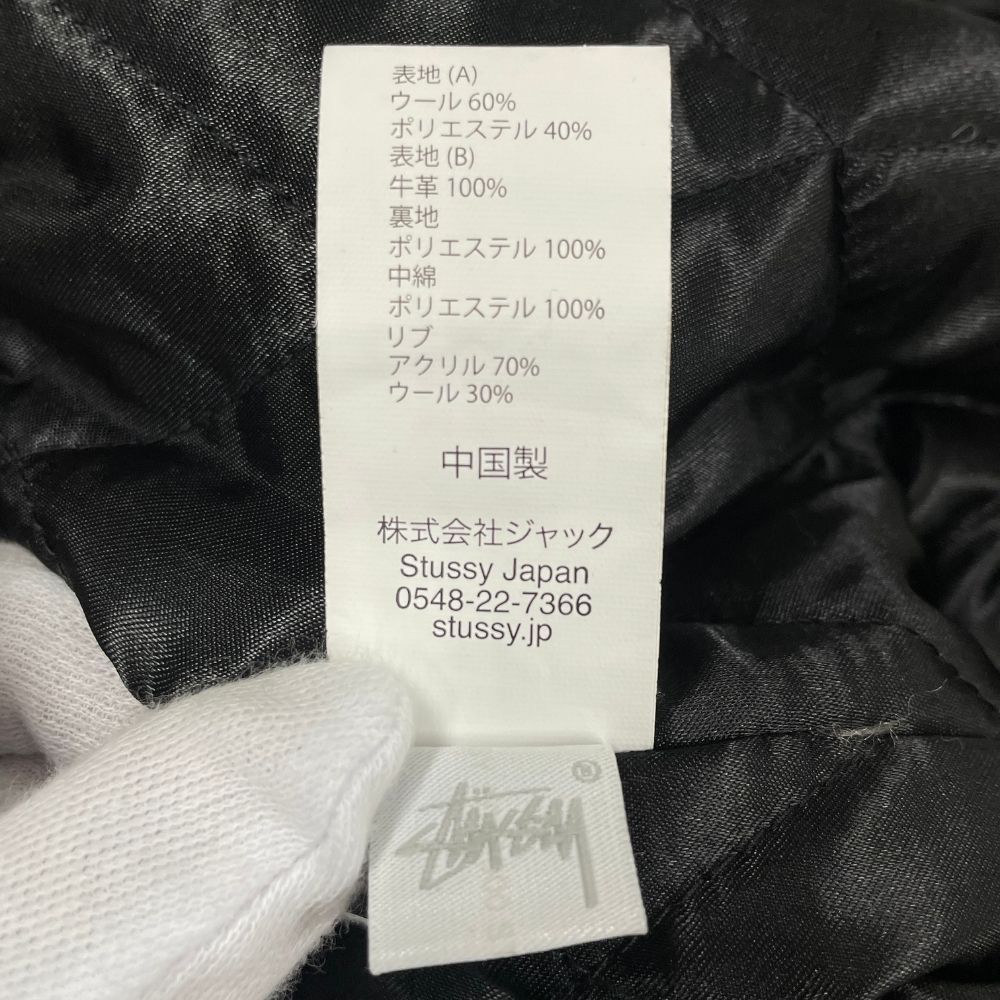 表地 (A)
ウール 60%
ポリエステル 40%
表地 (B)
牛革 100%
裏地
ポリエステル 100%
中綿
ポリエステル 100%
リブ
アクリル 70%
ウール 30%
中国製
株式会社ジャック
Stussy Japan
0548-22-7366
stussy.jp
®
Stüssy